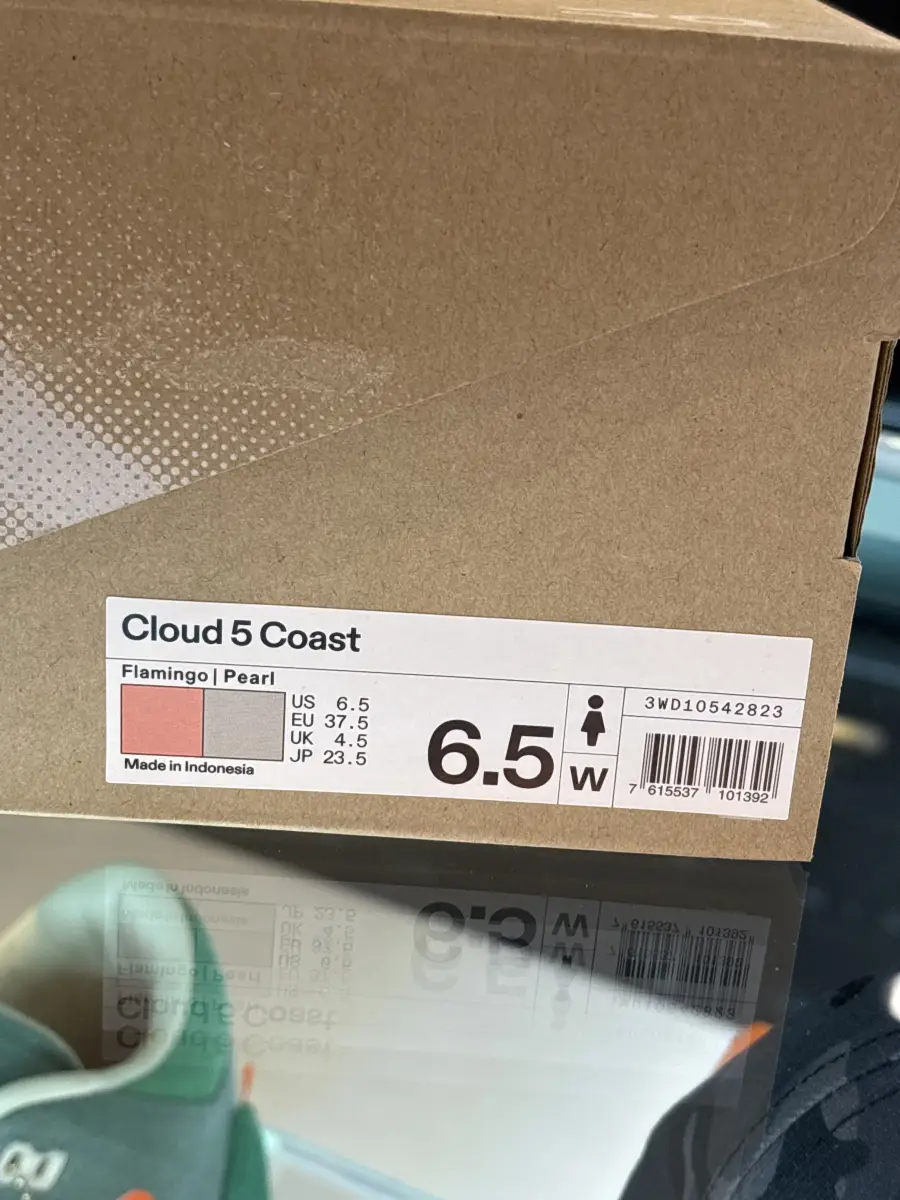 Cloud 5 Coast
Flamingo | Pearl
US 6.5
EU 37.5
UK 4.5
JP 23.5
Made in Indonesia
6.5
W
3WD10542823
7 615537 101392